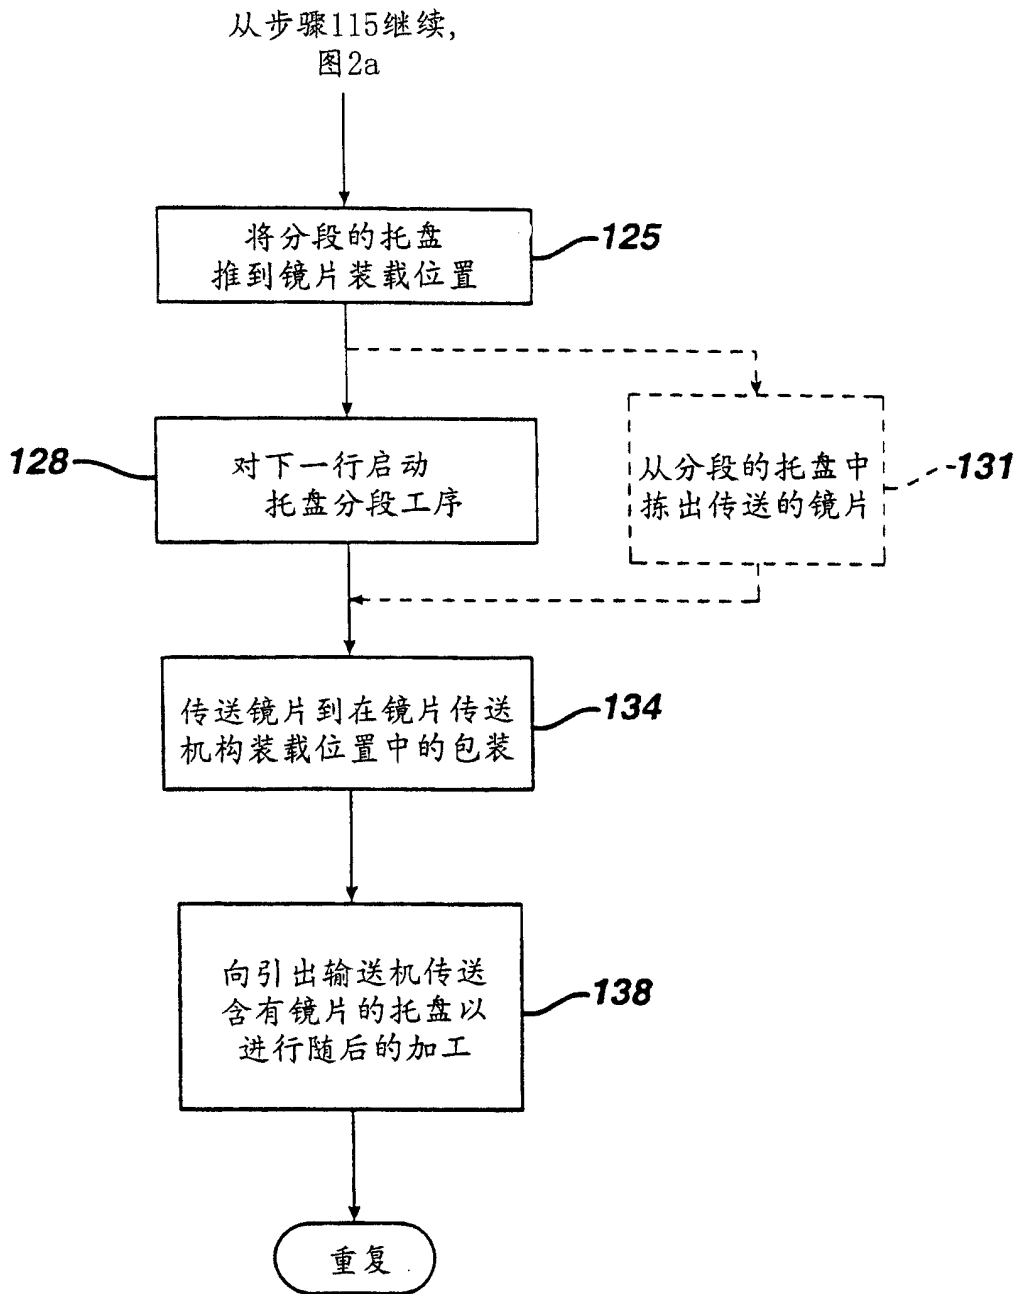 从步骤115继续,
图2a
将分段的托盘
推到镜片装载位置
125
128
对下一行启动
托盘分段工序
从分段的托盘中
拣出传送的镜片
131
传送镜片到在镜片传送
机构装载位置中的包装
134
向引出输送机传送
含有镜片的托盘以
进行随后的加工
138
重复